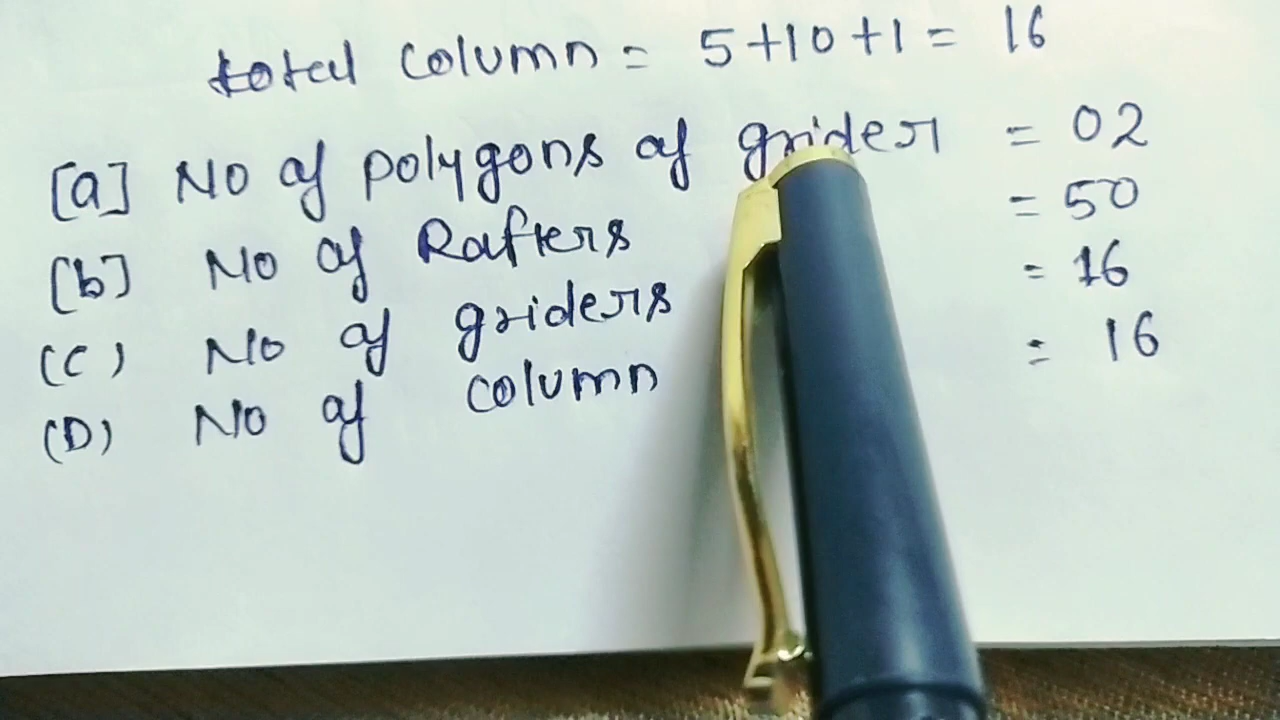 total column = 5+10+1 = 16
[a] No of polygons of grider = 02
[b] No of Rafters = 50
(C) No of griders = 16
(D) No of column = 16